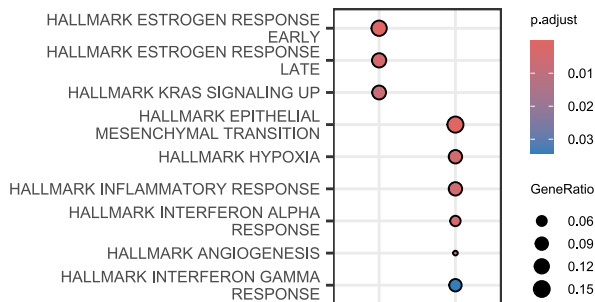 HALLMARK ESTROGEN RESPONSE
EARLY
HALLMARK ESTROGEN RESPONSE
LATE
HALLMARK KRAS SIGNALING UP
HALLMARK EPITHELIAL
MESENCHYMAL TRANSITION
HALLMARK HYPOXIA
HALLMARK INFLAMMATORY RESPONSE
HALLMARK INTERFERON ALPHA
RESPONSE
HALLMARK ANGIOGENESIS
HALLMARK INTERFERON GAMMA
RESPONSE
p.adjust
0.01
0.02
0.03
GeneRatio
0.06
0.09
0.12
0.15